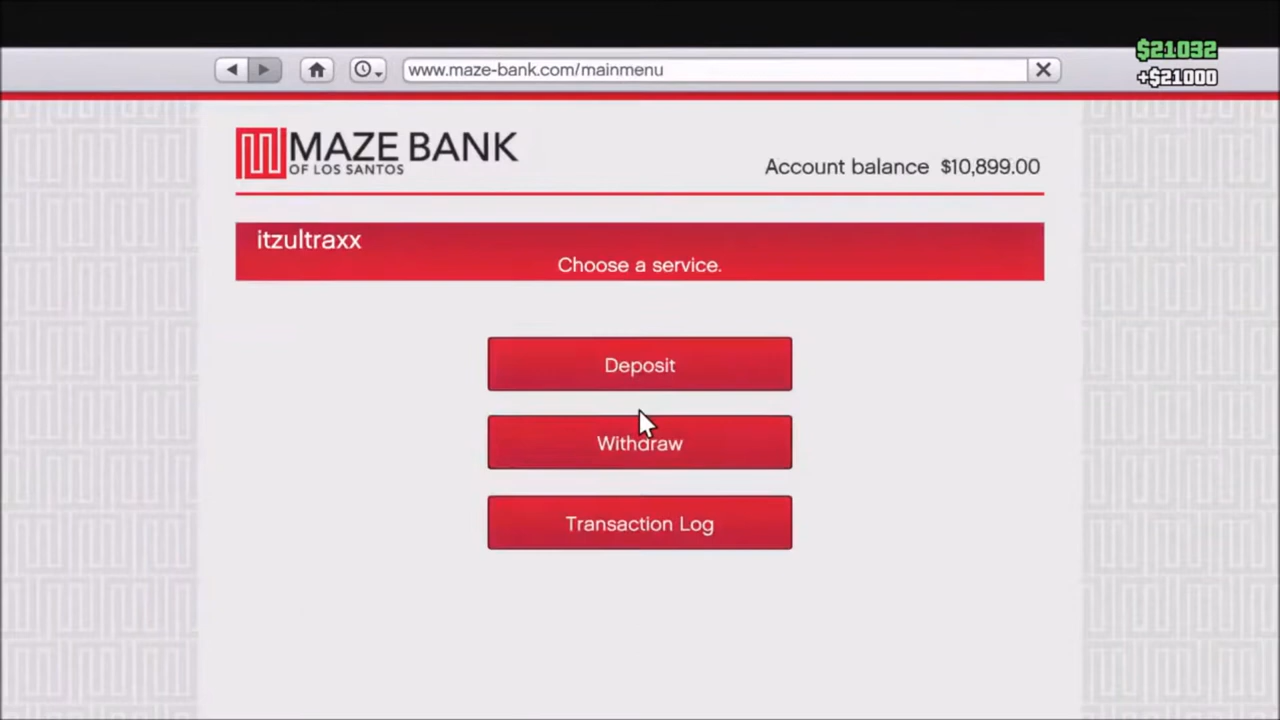 $21032
www.maze-bank.com/mainmenu
+$21000
MAZE BANK
OF LOS SANTOS
Account balance $10,899.00
itzultraxx
Choose a service.
Deposit
Withdraw
Transaction Log